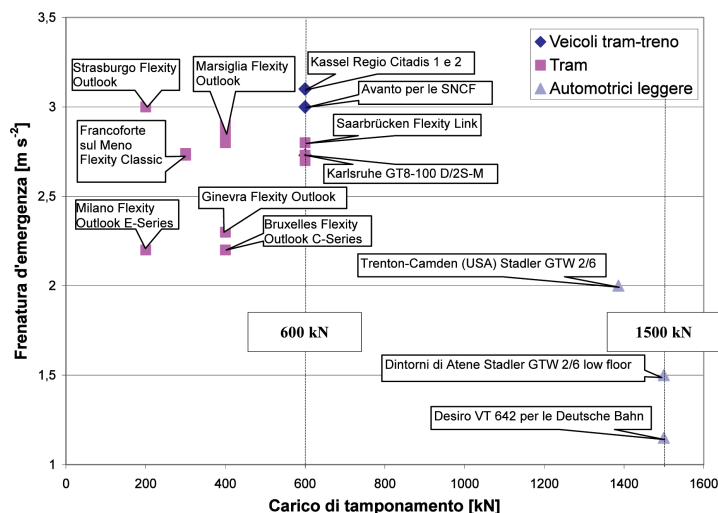 3,5
3
2,5
2
1,5
1
Frenatura d'emergenza [m s⁻²]
Strasburgo Flexity
Outlook
Marsiglia Flexity
Outlook
Kassel Regio Citadis 1 e 2
Avanto per le SNCF
Veicoli tram-treno
Tram
Automotrici leggere
Francoforte
sul Meno
Flexity Classic
Saarbrücken Flexity Link
Karlsruhe GT8-100 D/2S-M
Milano Flexity
Outlook E-Series
Ginevra Flexity Outlook
Bruxelles Flexity
Outlook C-Series
Trenton-Camden (USA) Stadler GTW 2/6
600 kN
1500 kN
Dintorni di Atene Stadler GTW 2/6 low floor
Desiro VT 642 per le Deutsche Bahn
0 200 400 600 800 1000 1200 1400 1600
Carico di tamponamento [kN]